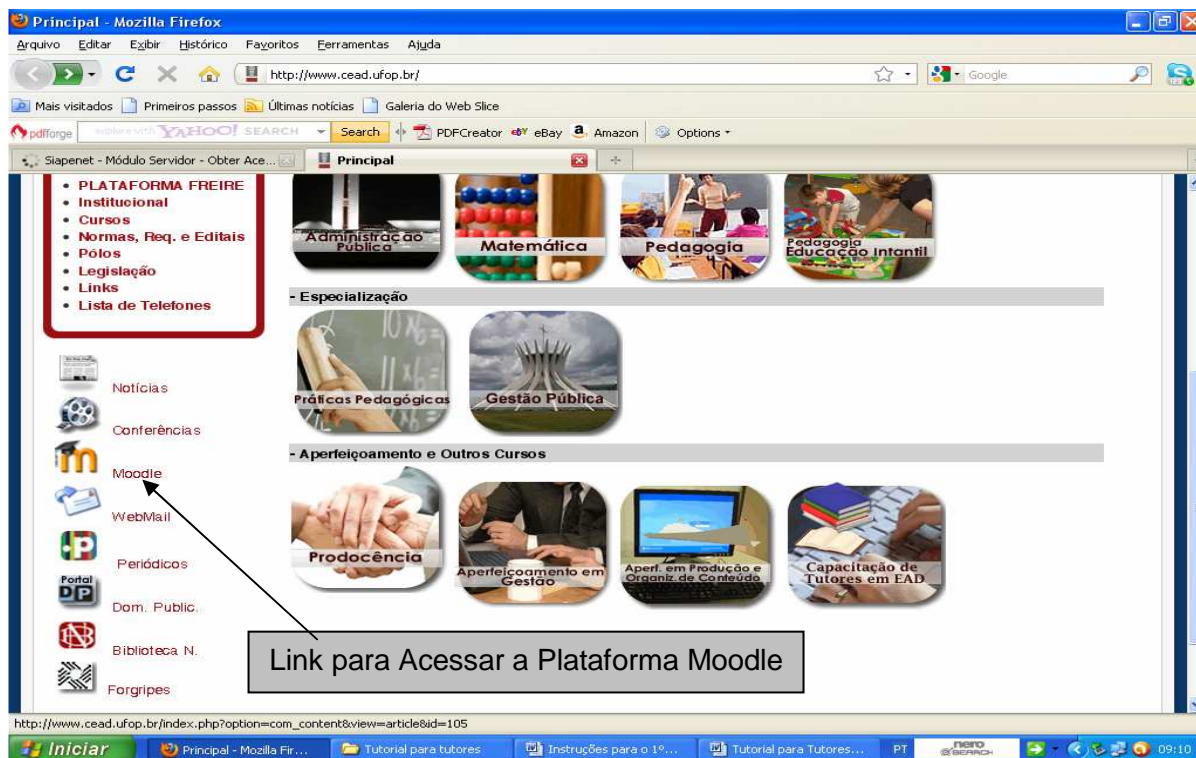 Principal - Mozilla Firefox
Arquivo Editar Exibir Histórico Favoritos Ferramentas Ajuda
http://www.cead.ufop.br/
Google
Mais visitados Primeiros passos Últimas notícias Galeria do Web Slice
pdfforge YAHOO! SEARCH Search PDFCreator eBay Amazon Options
Siapenet - Módulo Servidor - Obter Ace... Principal
PLATAFORMA FREIRE
Institucional
Cursos
Normas, Req. e Editais
Pólos
Legislação
Links
Lista de Telefones
Administração
Pública
Matemática
Pedagogia
Pedagogia
Educação Intantil
- Especialização
Práticas Pedagógicas
Gestão Pública
- Aperfeiçoamento e Outros Cursos
Prodocência
Aperfeiçoamento em
Gestão
Aperf. em Produção e
Organiz. de Conteúdo
Capacitação de
Tutores em EAD
Notícias
Conferências
Moodle
WebMail
Periódicos
Portal
DP
Dom. Public.
Biblioteca N.
Forgripes
Link para Acessar a Plataforma Moodle
http://www.cead.ufop.br/index.php?option=com_content&view=article&id=105
Iniciar Principal - Mozilla Fir... Tutorial para tutores Instruções para o 1º... Tutorial para Tutores... PT nero SEARCH 09:10